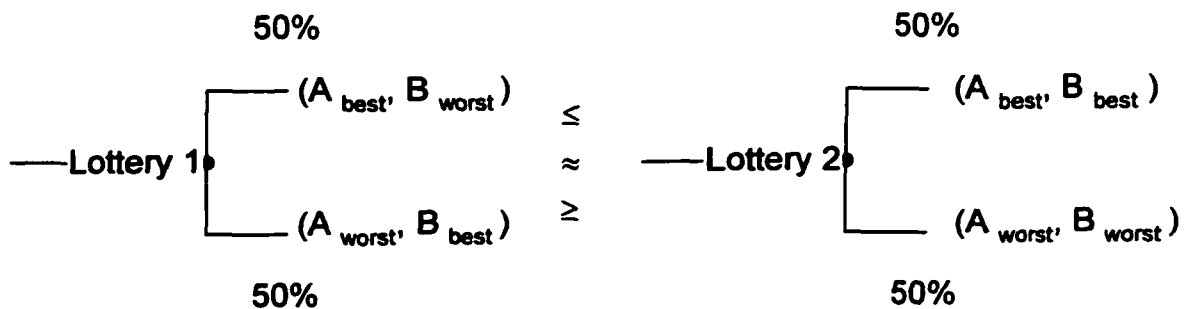 50%
50%
(A best, B worst)
≤
(A best, B best)
Lottery 1
≈
Lottery 2
(A worst, B best)
≥
(A worst, B worst)
50%
50%